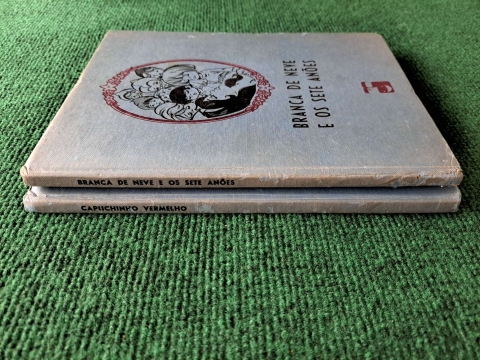 BRANCA DE NEVE
E OS SETE ANÕES
BRANCA DE NEVE E OS SETE ANÕES
CAPUCHINHO VERMELHO